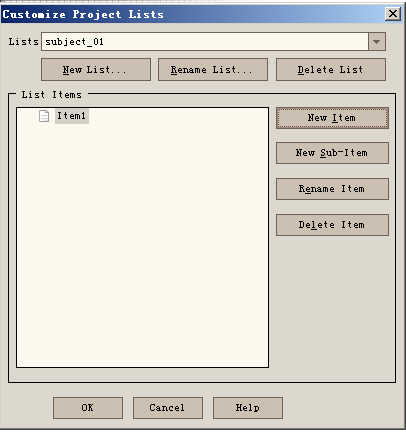 Customize Project Lists
Lists subject_01
New List... Rename List... Delete List
List Items
Item1
New Item
New Sub-Item
Rename Item
Delete Item
OK Cancel Help